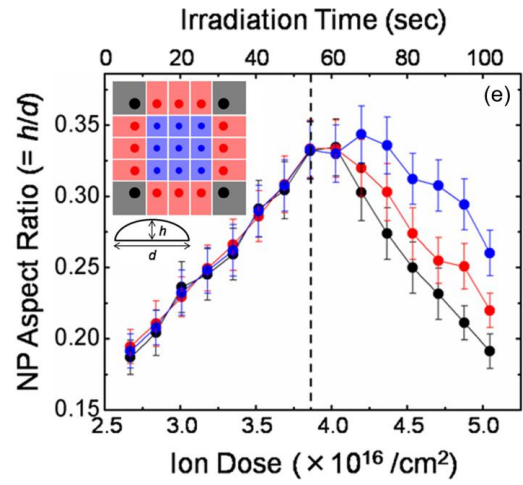 Irradiation Time (sec)
0 20 40 60 80 100
(e)
0.35
0.30
0.25
0.20
0.15
NP Aspect Ratio (= h/d)
h
d
2.5 3.0 3.5 4.0 4.5 5.0
Ion Dose (×10¹⁶ /cm²)